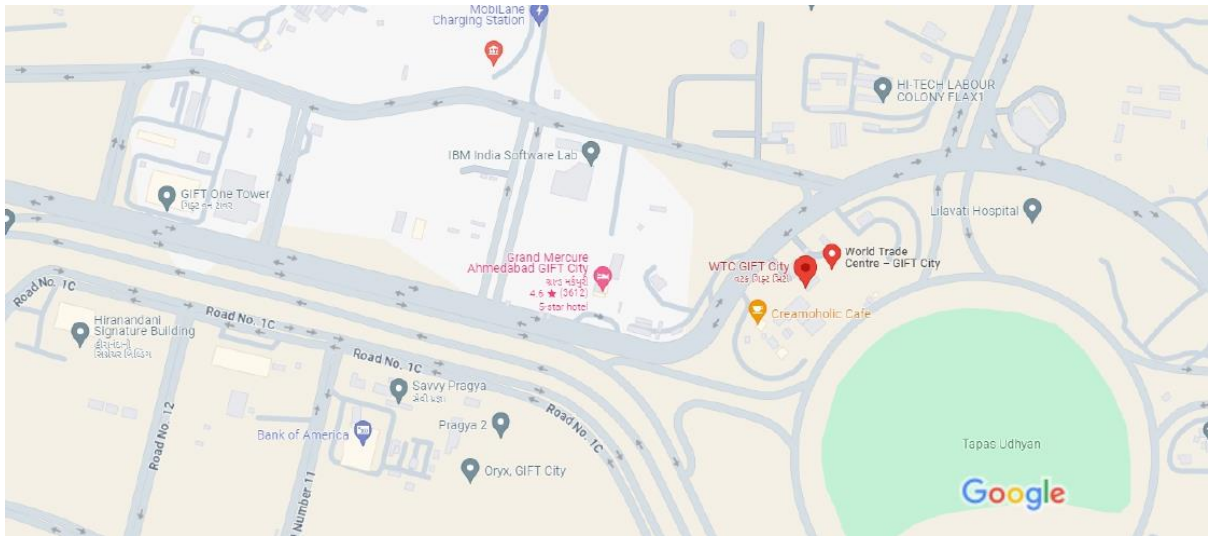 MobiLane
Charging Station
HI-TECH LABOUR
COLONY FLAX1
IBM India Software Lab
GIFT One Tower
ગિફ્ટ વન ટાવર
Lilavati Hospital
Grand Mercure
Ahmedabad GIFT City
4.6 ★ (3612)
5-star hotel
WTC GIFT City
World Trade
Centre – GIFT City
Creamoholic Cafe
Road No. 1C
Road No. 1C
Road No. 1C
Road No. 1C
Hiranandani
Signature Building
Savvy Pragya
Bank of America
Pragya 2
Oryx, GIFT City
Road No. 12
Number 11
Tapas Udhyan
Google